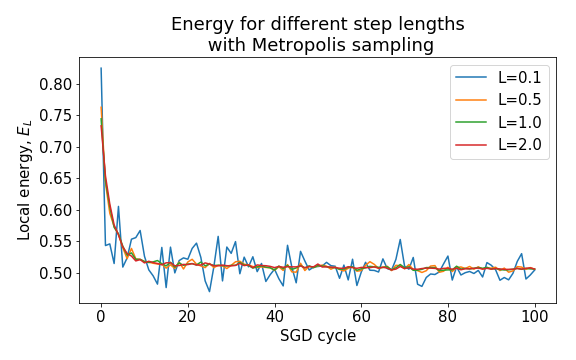 Energy for different step lengths
with Metropolis sampling
Local energy, E_L
0.80
0.75
0.70
0.65
0.60
0.55
0.50
0
20
40
60
80
100
SGD cycle
L=0.1
L=0.5
L=1.0
L=2.0